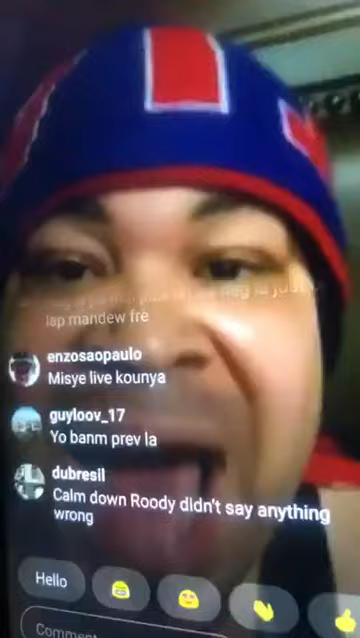 lap mandew fre
enzosaopaulo
Misye live kounya
guyloov_17
Yo banm prev la
dubresil
Calm down Roody didn't say anything
wrong
Hello
Comment